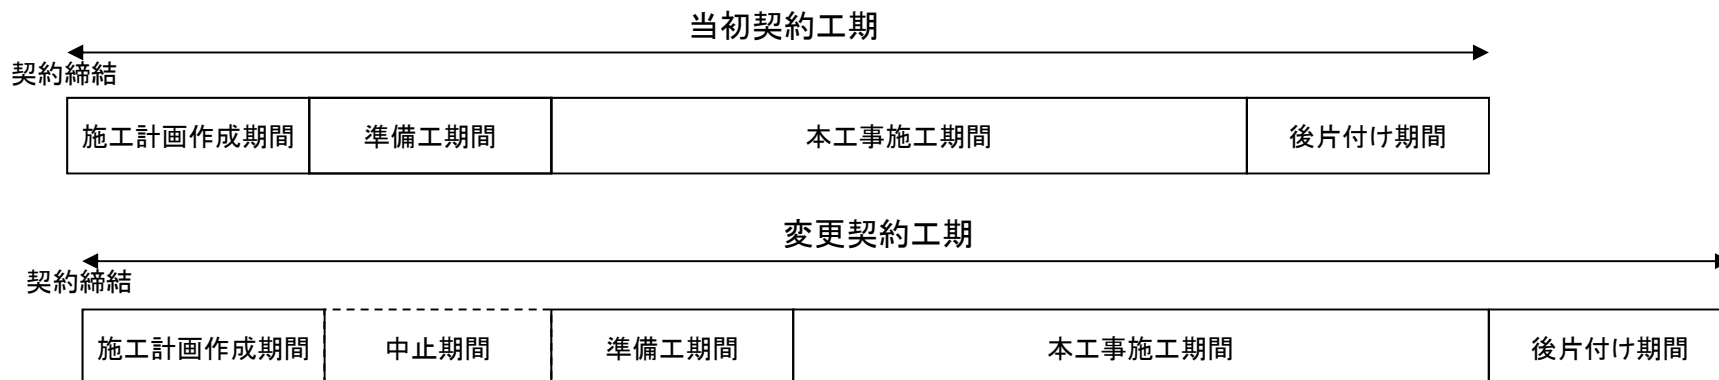 当初契約工期
契約締結
施工計画作成期間 準備工期間 本工事施工期間 後片付け期間
変更契約工期
契約締結
施工計画作成期間 中止期間 準備工期間 本工事施工期間 後片付け期間